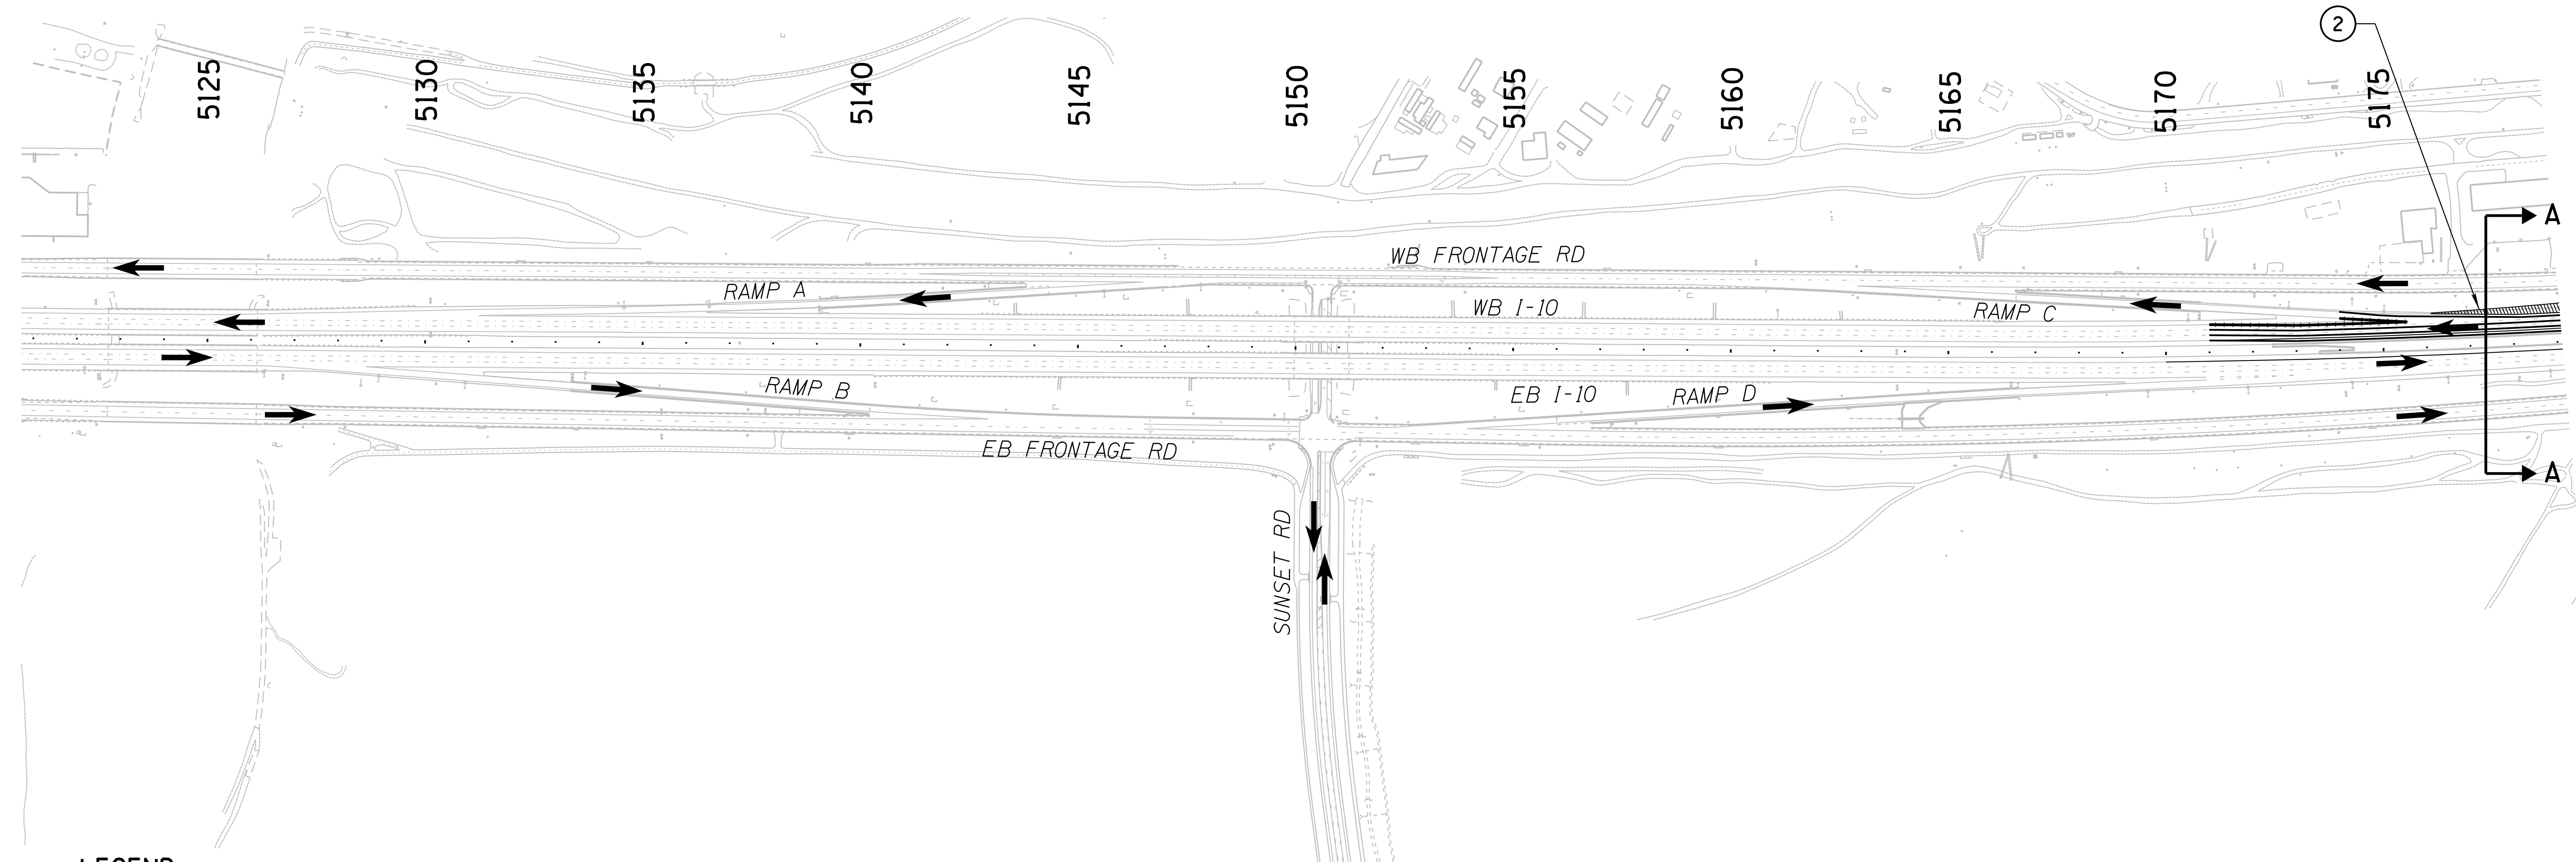 2
5125
5130
5135
5140
5145
5150
5155
5160
5165
5170
5175
A
WB FRONTAGE RD
RAMP A
WB I-10
RAMP C
RAMP B
EB I-10
RAMP D
EB FRONTAGE RD
A
SUNSET RD
LEGEND